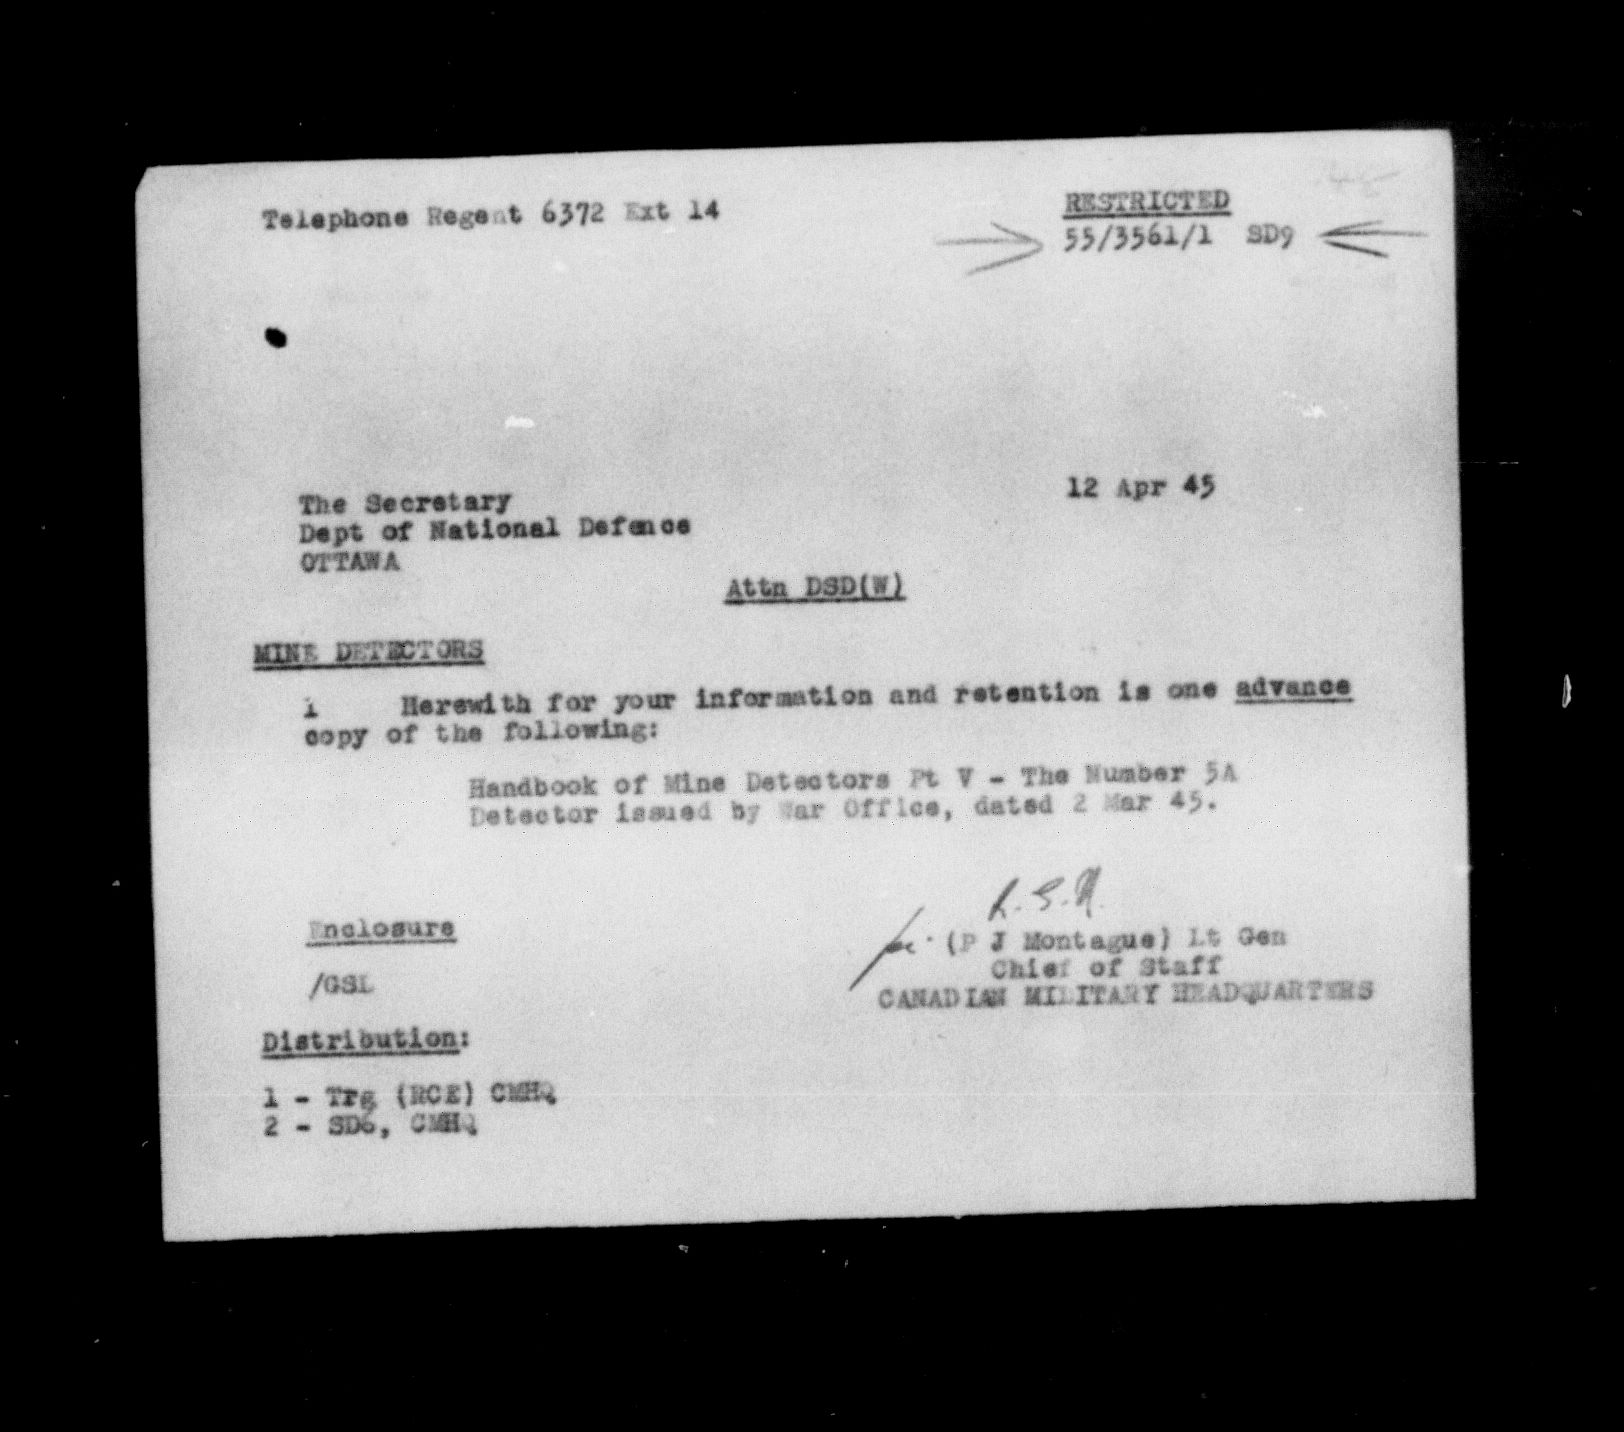 Telephone Regent 6372 Ext 14
RESTRICTED
55/3561/1 SD9
12 Apr 45
The Secretary
Dept of National Defence
OTTAWA
Attn DSD(W)
MINE DETECTORS
1 Herewith for your information and retention is one advance
copy of the following:
Handbook of Mine Detectors Pt V - The Number 5A
Detector issued by War Office, dated 2 Mar 45.
for (P J Montague) Lt Gen
Chief of Staff
CANADIAN MILITARY HEADQUARTERS
Enclosure
/GSL
Distribution:
1 - Trg (RCE) CMHQ
2 - SD6, CMHQ